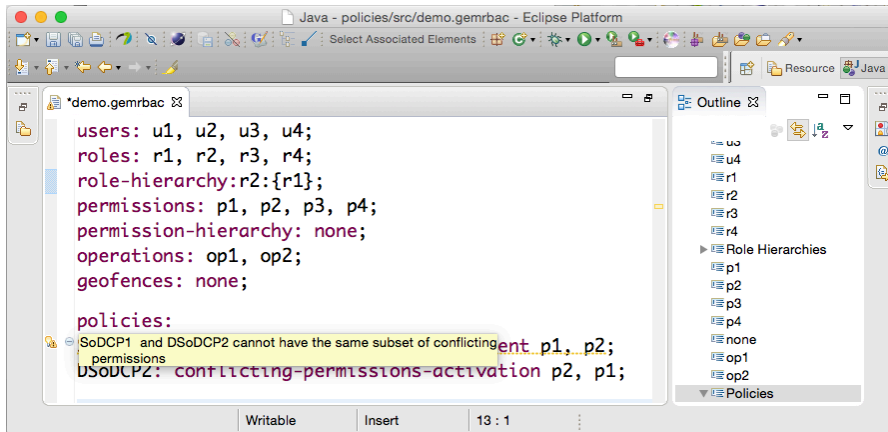 Java - policies/src/demo.gemrbac - Eclipse Platform
Select Associated Elements
Resource
Java
*demo.gemrbac
users: u1, u2, u3, u4;
roles: r1, r2, r3, r4;
role-hierarchy:r2:{r1};
permissions: p1, p2, p3, p4;
permission-hierarchy: none;
operations: op1, op2;
geofences: none;
policies:
SoDCP1 and DSoDCP2 cannot have the same subset of conflicting
permissions
ent p1, p2;
DSoDCP2: conflicting-permissions-activation p2, p1;
Outline
u3
u4
r1
r2
r3
r4
Role Hierarchies
p1
p2
p3
p4
none
op1
op2
Policies
Writable
Insert
13 : 1